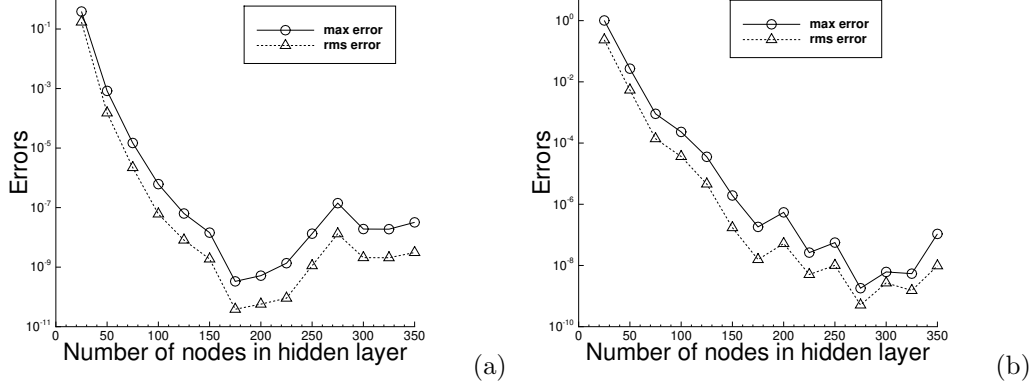 10^-1
10^-3
10^-5
10^-7
10^-9
10^-11
Errors
0 50 100 150 200 250 300 350
Number of nodes in hidden layer
max error
rms error
(a)
10^0
10^-2
10^-4
10^-6
10^-8
10^-10
Errors
0 50 100 150 200 250 300 350
Number of nodes in hidden layer
max error
rms error
(b)